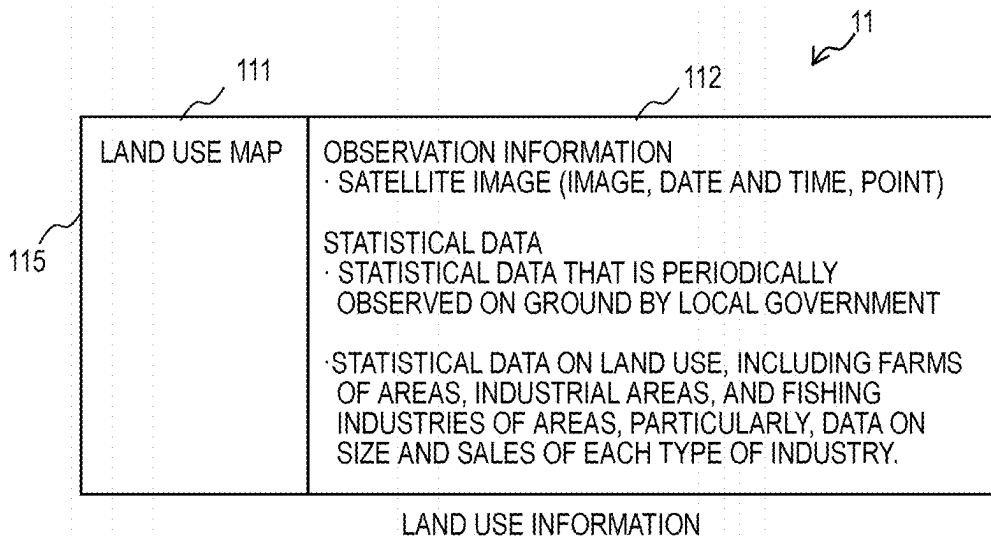 11
111
112
LAND USE MAP
OBSERVATION INFORMATION
· SATELLITE IMAGE (IMAGE, DATE AND TIME, POINT)
STATISTICAL DATA
· STATISTICAL DATA THAT IS PERIODICALLY
OBSERVED ON GROUND BY LOCAL GOVERNMENT
·STATISTICAL DATA ON LAND USE, INCLUDING FARMS
OF AREAS, INDUSTRIAL AREAS, AND FISHING
INDUSTRIES OF AREAS, PARTICULARLY, DATA ON
SIZE AND SALES OF EACH TYPE OF INDUSTRY.
115
LAND USE INFORMATION